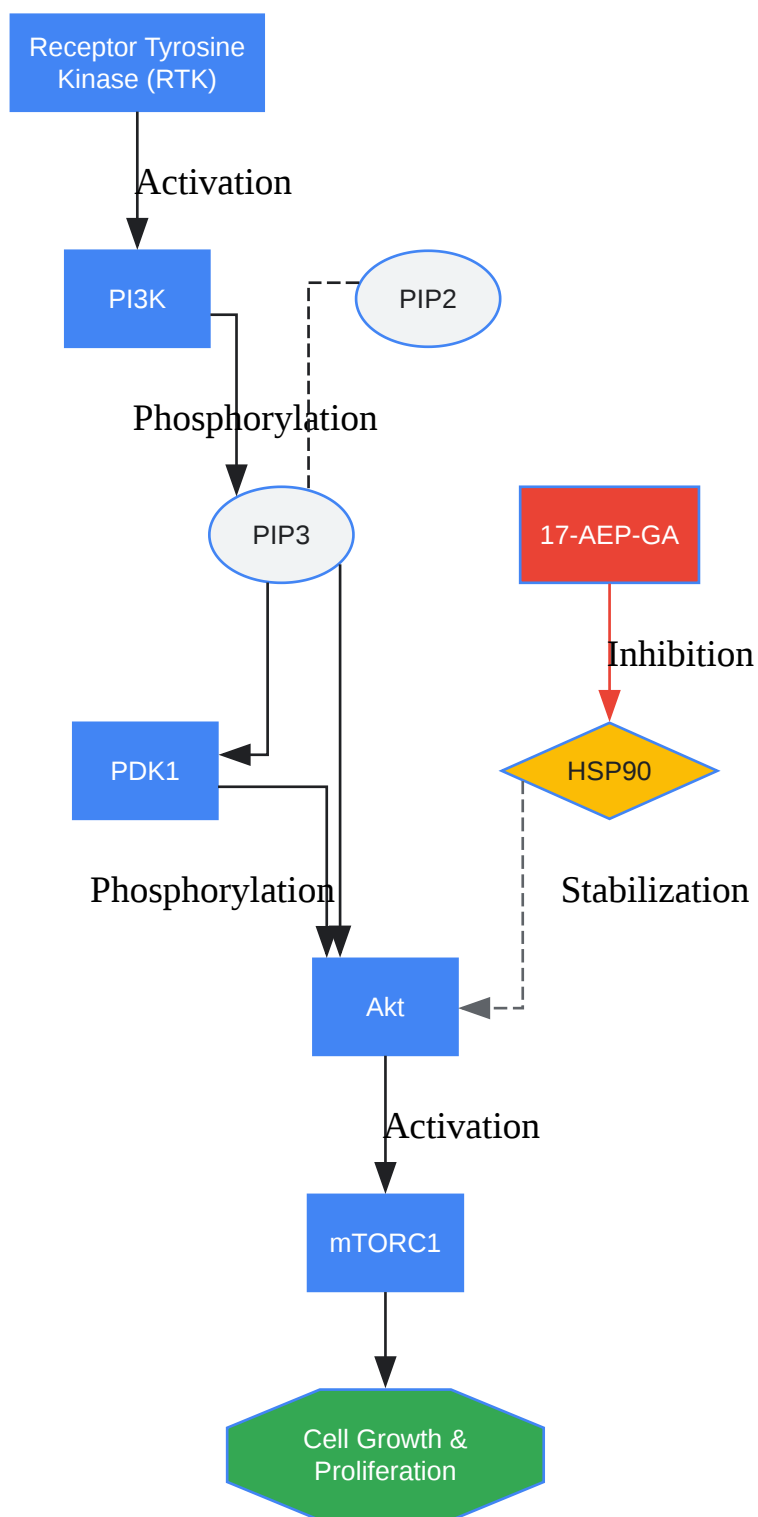 Receptor Tyrosine
Kinase (RTK)
Activation
PI3K
PIP2
Phosphorylation
PIP3
17-AEP-GA
Inhibition
PDK1
HSP90
Phosphorylation
Stabilization
Akt
Activation
mTORC1
Cell Growth &
Proliferation